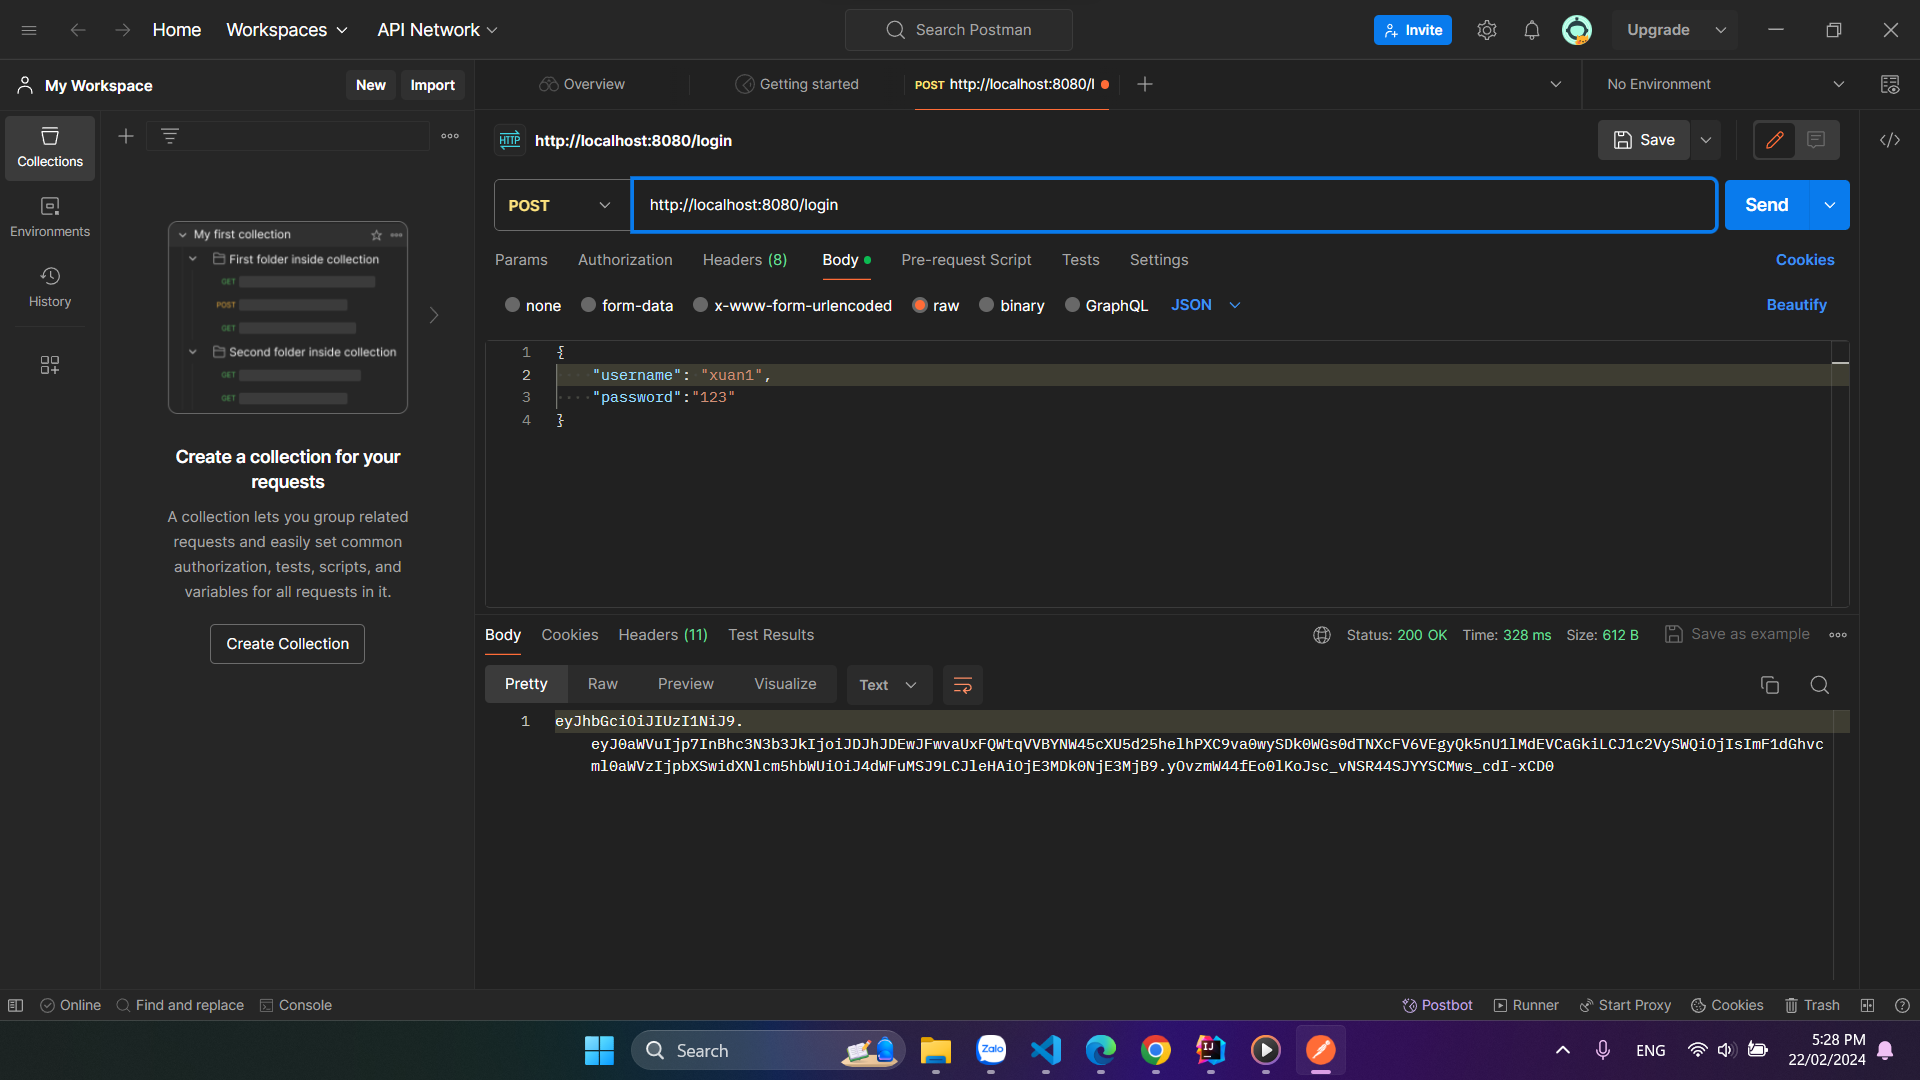 Home
Workspaces
API Network
Search Postman
Invite
Upgrade
My Workspace
New
Import
Overview
Getting started
POST http://localhost:8080/l
No Environment
Collections
Environments
History
HTTP
http://localhost:8080/login
Save
POST
http://localhost:8080/login
Send
Params
Authorization
Headers (8)
Body
Pre-request Script
Tests
Settings
Cookies
none
form-data
x-www-form-urlencoded
raw
binary
GraphQL
JSON
Beautify
1 {
2 "username": "xuan1",
3 "password":"123"
4 }
My first collection
First folder inside collection
GET
POST
GET
Second folder inside collection
GET
GET
Create a collection for your
requests
A collection lets you group related
requests and easily set common
authorization, tests, scripts, and
variables for all requests in it.
Create Collection
Body
Cookies
Headers (11)
Test Results
Status: 200 OK
Time: 328 ms
Size: 612 B
Save as example
Pretty
Raw
Preview
Visualize
Text
1 eyJhbGciOiJIUzI1NiJ9.
eyJ0aWVuIjp7InBhc3N3b3JkIjoiJDJhJDEwJFwvaUxFQWtqVVBYNW45cXU5d25helhPXC9va0wySDk0WGs0dTNXcFV6VEgyQk5nU1lMdEVCaGkiLCJ1c2VySWQiOjIsImF1dGhvc
ml0aWVzIjpbXSwidXNlcm5hbWUiOiJ4dWFuMSJ9LCJleHAiOjE3MDk0NjE3MjB9.yOvzmW44fEo0lKoJsc_vNSR44SJYYSCMws_cdI-xCD0
Online
Find and replace
Console
Postbot
Runner
Start Proxy
Cookies
Trash
Search
Zalo
IJ
ENG
5:28 PM
22/02/2024